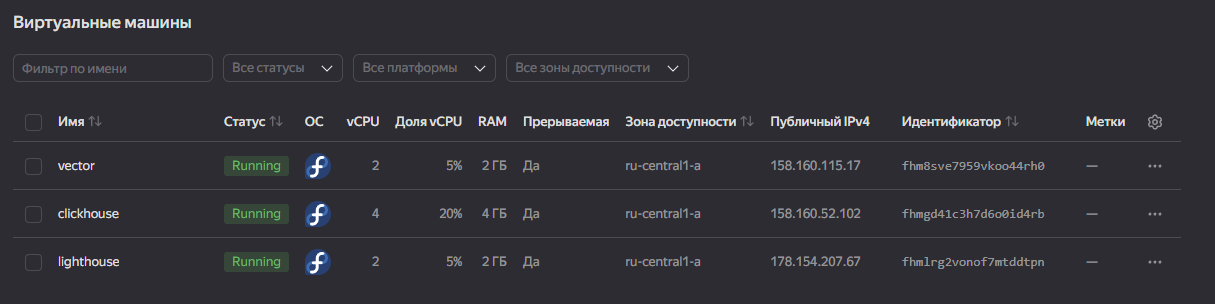 Виртуальные машины
Фильтр по имени Все статусы Все платформы Все зоны доступности
Имя Статус ОС vCPU Доля vCPU RAM Прерываемая Зона доступности Публичный IPv4 Идентификатор Метки
vector Running 2 5% 2 ГБ Да ru-central1-a 158.160.115.17 fhm8sve7959vkoo44rh0 — ···
clickhouse Running 4 20% 4 ГБ Да ru-central1-a 158.160.52.102 fhmgd41c3h7d6o0id4rb — ···
lighthouse Running 2 5% 2 ГБ Да ru-central1-a 178.154.207.67 fhmlrg2vonof7mtddtpn — ···